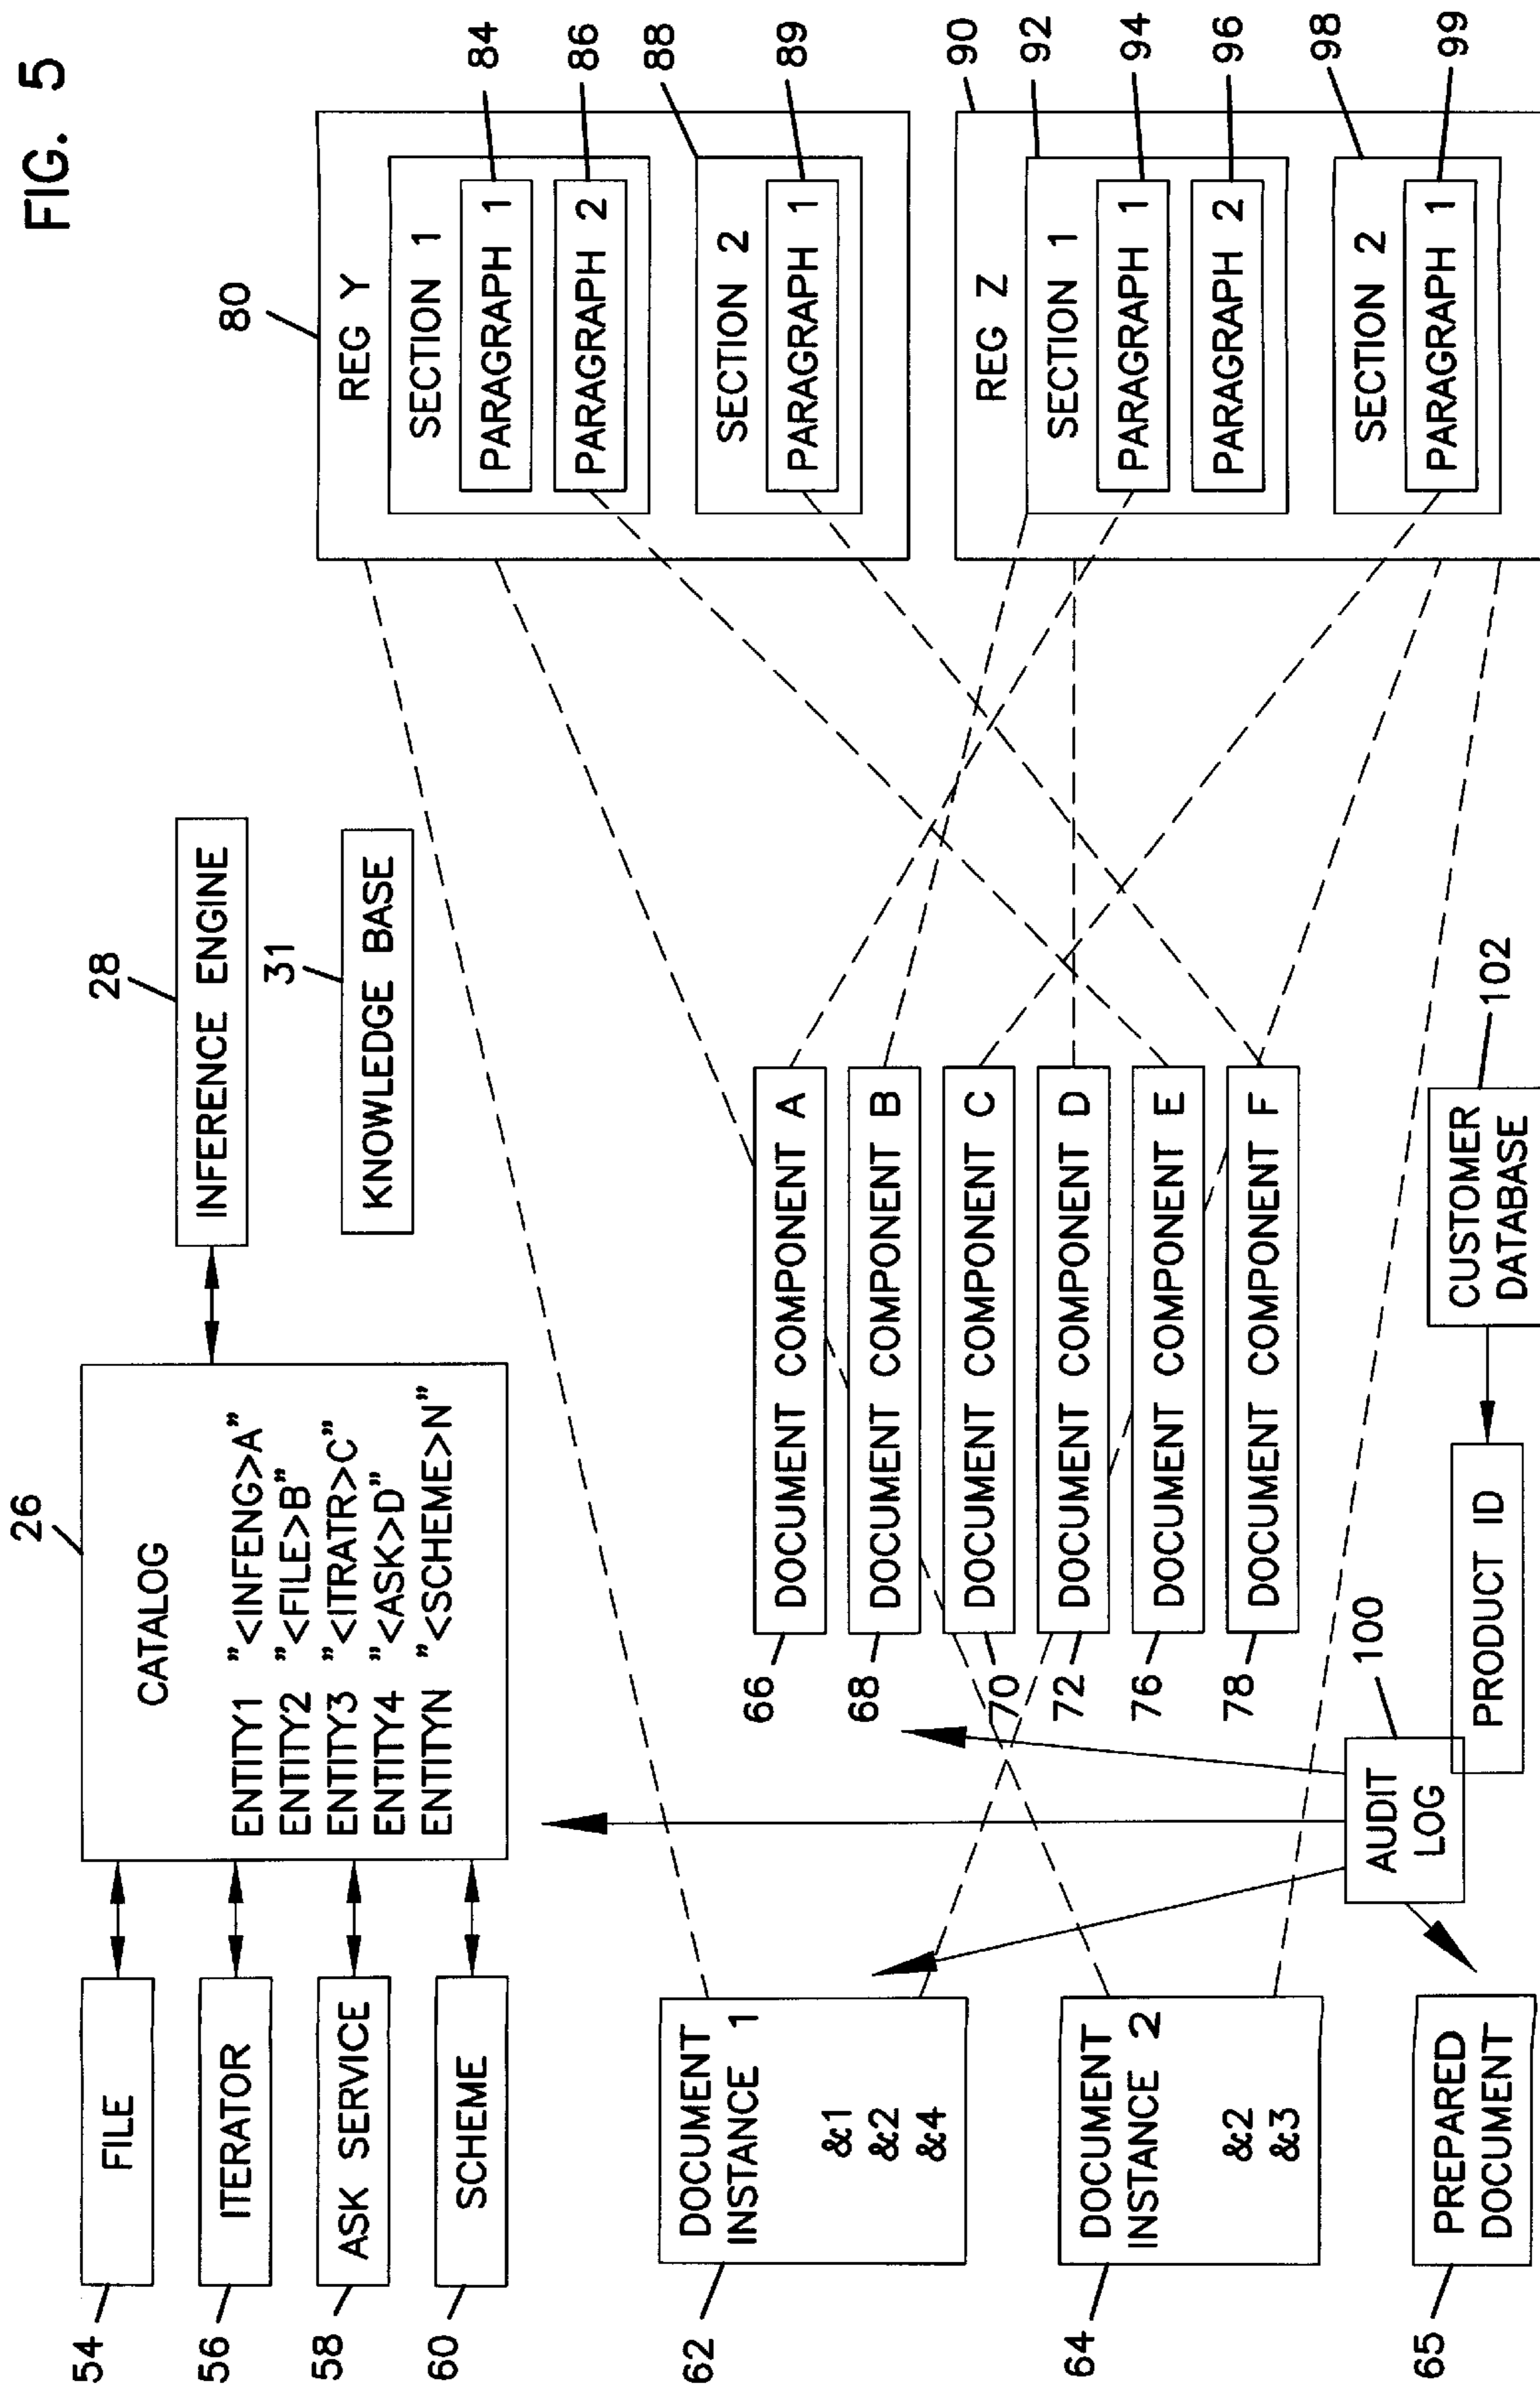 FIG. 5
54
FILE
56
ITERATOR
58
ASK SERVICE
60
SCHEME
26
CATALOG
ENTITY1 "<INFENG>A"
ENTITY2 "<FILE>B"
ENTITY3 "<ITRATR>C"
ENTITY4 "<ASK>D"
ENTITYN "<SCHEME>N"
28
INFERENCE ENGINE
31
KNOWLEDGE BASE
62
DOCUMENT
INSTANCE 1
&1
&2
&4
64
DOCUMENT
INSTANCE 2
&2
&3
65
PREPARED
DOCUMENT
66
DOCUMENT COMPONENT A
68
DOCUMENT COMPONENT B
70
DOCUMENT COMPONENT C
72
DOCUMENT COMPONENT D
76
DOCUMENT COMPONENT E
78
DOCUMENT COMPONENT F
100
AUDIT
LOG
PRODUCT ID
102
CUSTOMER
DATABASE
80
REG Y
SECTION 1
PARAGRAPH 1
84
PARAGRAPH 2
86
88
SECTION 2
PARAGRAPH 1
89
90
REG Z
92
SECTION 1
PARAGRAPH 1
94
PARAGRAPH 2
96
98
SECTION 2
PARAGRAPH 1
99